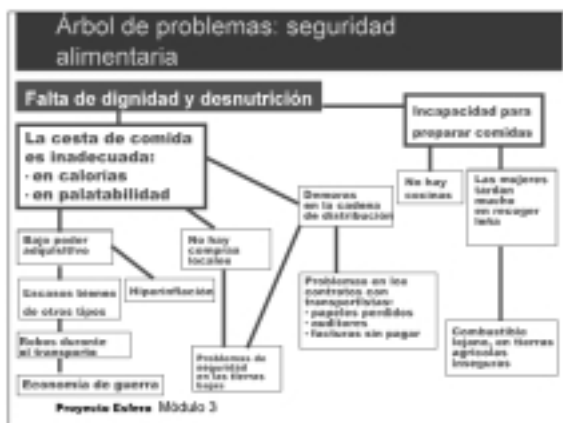 Árbol de problemas: seguridad
alimentaria
Falta de dignidad y desnutrición
Incapacidad para
preparar comidas
La cesta de comida
es inadecuada:
· en calorías
· en palatabilidad
Demoras
en la cadena
de distribución
No hay
cocinas
Las mujeres
tardan
mucho
en recoger
leña
Bajo poder
adquisitivo
No hay
compras
locales
Hiperinflación
Escasos bienes
de otros tipos
Problemas en los
contratos con
transportistas:
· papeles perdidos
· auditores
· facturas sin pagar
Robos durante
el transporte
Problemas de
seguridad
en las tierras
bajas
Combustible
lejano, en tierras
agrícolas
inseguras
Economía de guerra
Proyecto Esfera Módulo 3